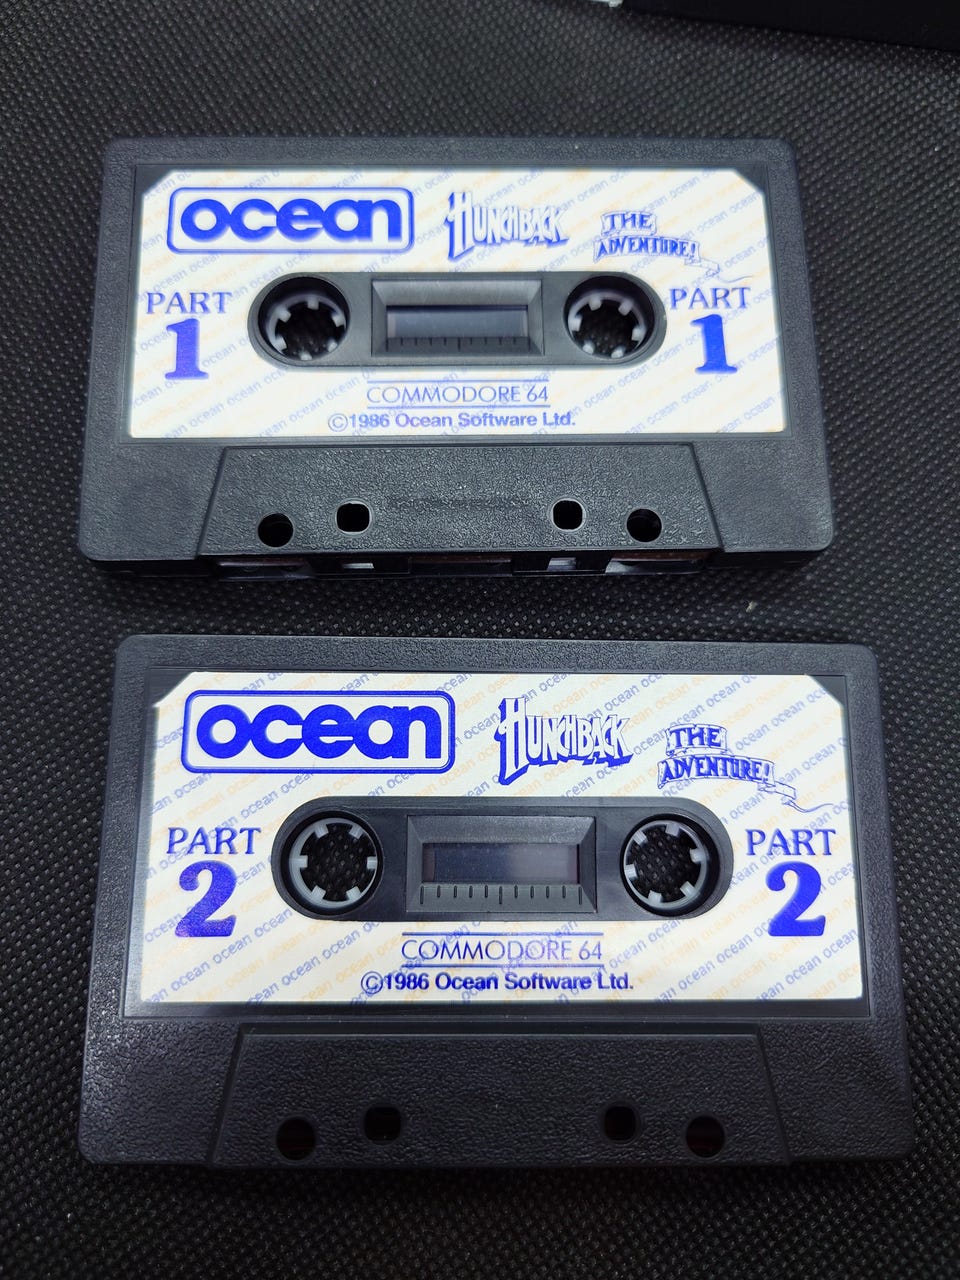 ocean
HUNCHBACK
THE
ADVENTURE!
PART
1
PART
1
COMMODORE 64
©1986 Ocean Software Ltd.
ocean
HUNCHBACK
THE
ADVENTURE!
PART
2
PART
2
COMMODORE 64
©1986 Ocean Software Ltd.